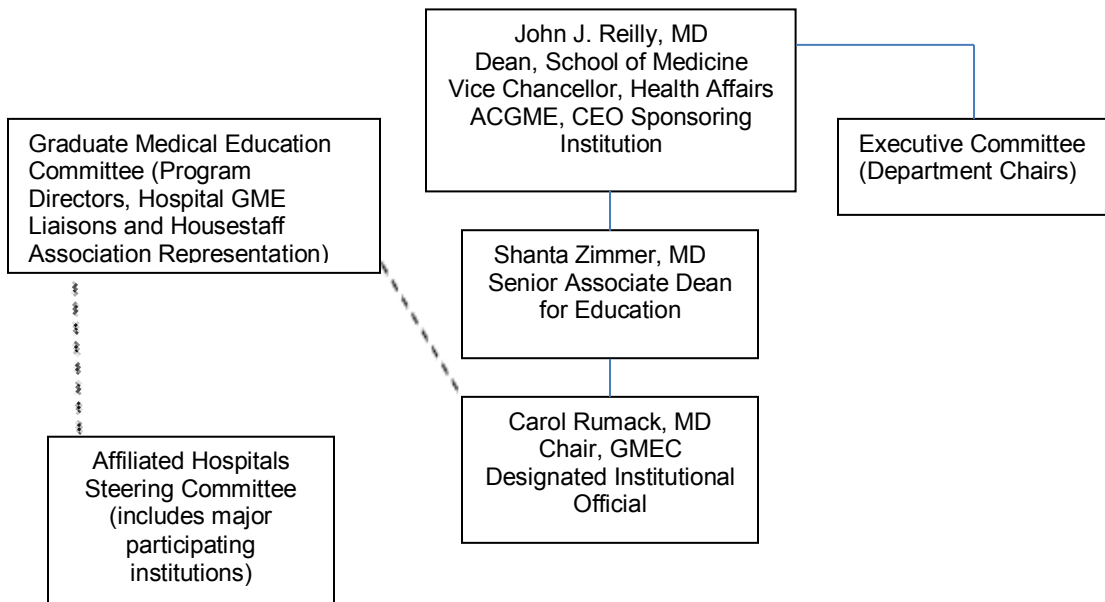 John J. Reilly, MD
Dean, School of Medicine
Vice Chancellor, Health Affairs
ACGME, CEO Sponsoring
Institution
Graduate Medical Education
Committee (Program
Directors, Hospital GME
Liaisons and Housestaff
Association Representation)
Executive Committee
(Department Chairs)
Shanta Zimmer, MD
Senior Associate Dean
for Education
Carol Rumack, MD
Chair, GMEC
Designated Institutional
Official
Affiliated Hospitals
Steering Committee
(includes major
participating
institutions)